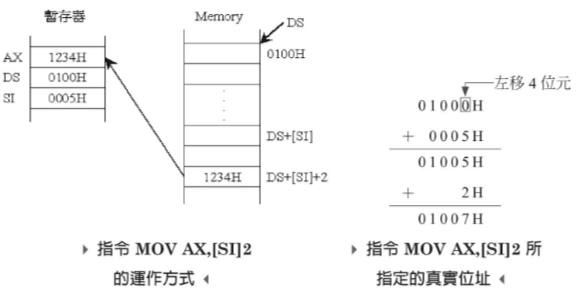 暫存器
Memory
DS
0100H
AX 1234H
DS 0100H
SI 0005H
DS+[SI]
1234H DS+[SI]+2
左移 4 位元
01000H
+ 0005H
01005H
+ 2H
01007H
指令 MOV AX,[SI]2
的運作方式
指令 MOV AX,[SI]2 所
指定的真實位址